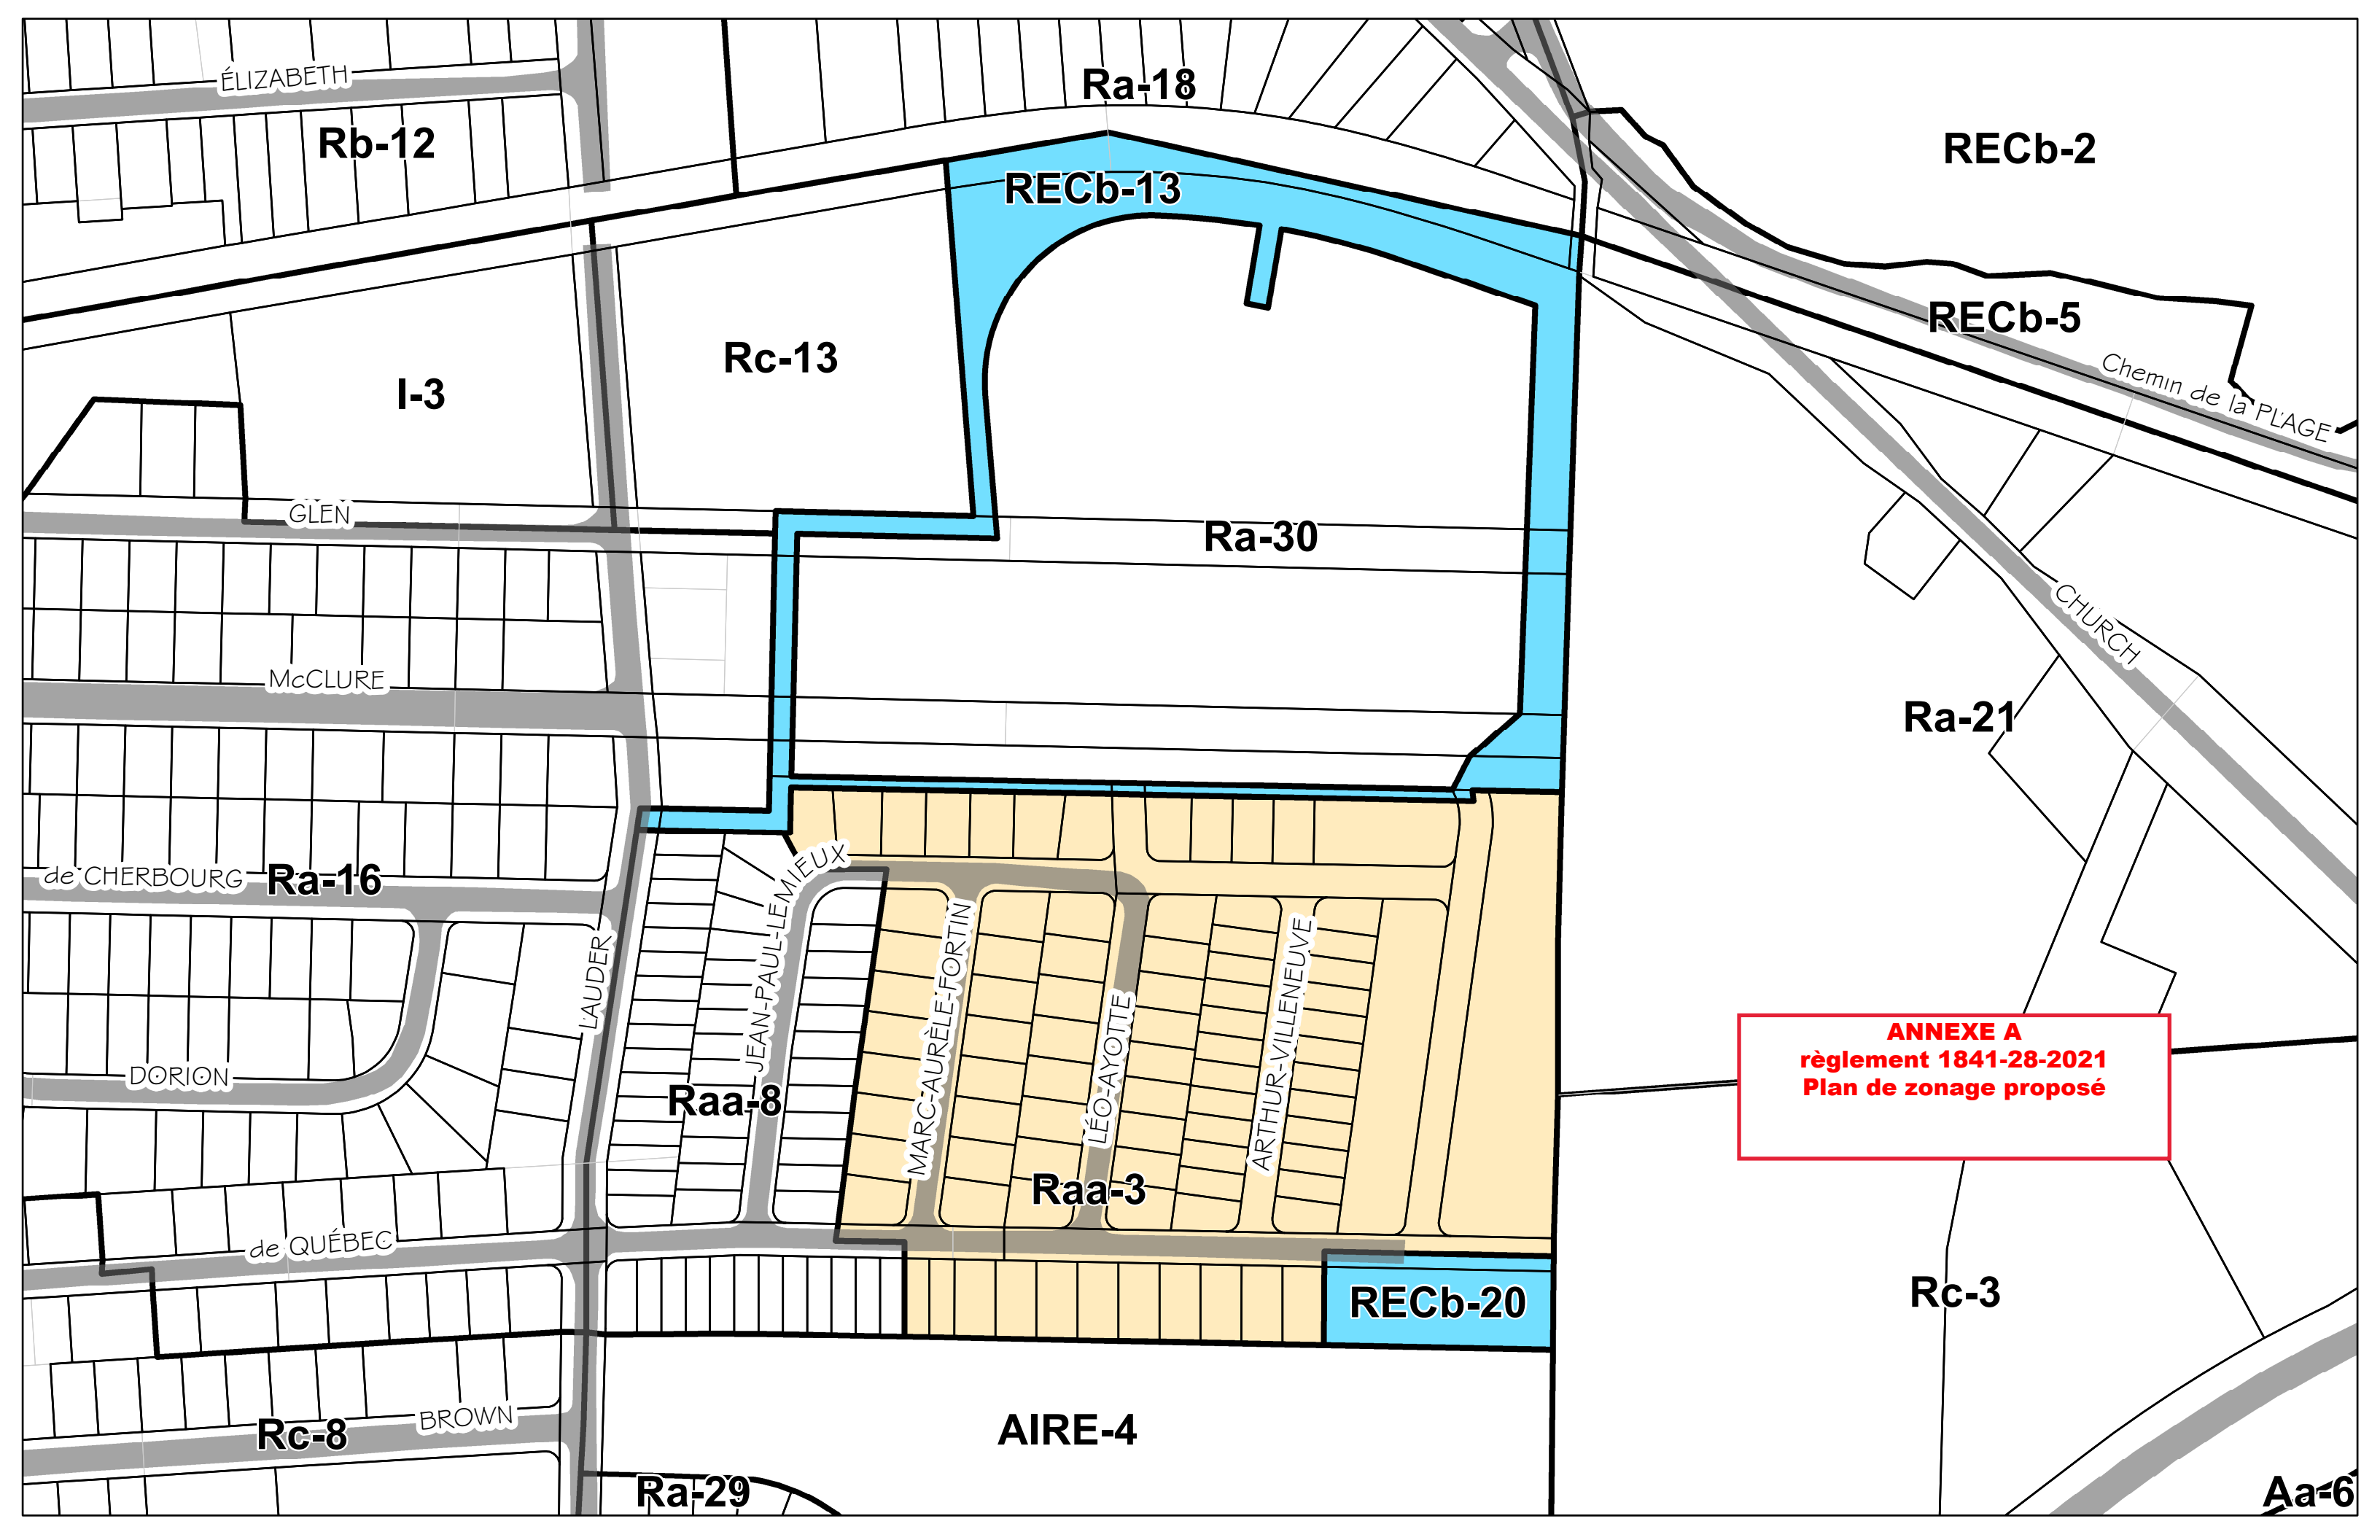 ÉLIZABETH
Ra-18
Rb-12
RECb-2
RECb-13
RECb-5
Rc-13
Chemin de la PLAGE
I-3
GLEN
Ra-30
CHURCH
McCLURE
Ra-21
JEAN-PAUL-LEMIEUX
de CHERBOURG
Ra-16
MARC-AURÈLE-FORTIN
ARTHUR-VILLENEUVE
LAUDER
LÉO-AYOTTE
ANNEXE A
règlement 1841-28-2021
Plan de zonage proposé
DORION
Raa-8
Raa-3
de QUÉBEC
RECb-20
Rc-3
BROWN
Rc-8
AIRE-4
Ra-29
Aa-6